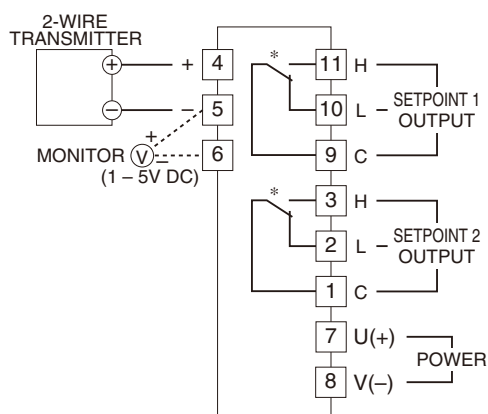 2-WIRE
TRANSMITTER
+ + 4
− − 5
+
MONITOR V − 6
(1 – 5V DC)
* 11 H
10 L SETPOINT 1
OUTPUT
9 C
* 3 H
2 L SETPOINT 2
OUTPUT
1 C
7 U(+)
POWER
8 V(–)